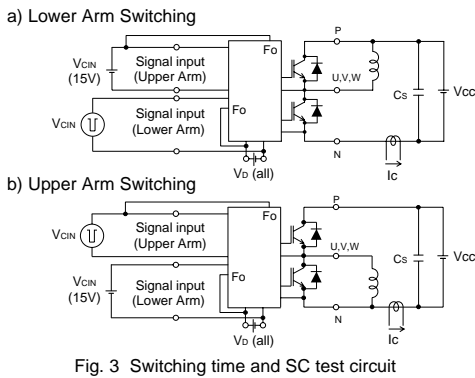 a) Lower Arm Switching
P
Fo
VCIN
(15V)
Signal input
(Upper Arm)
U,V,W
CS
VCC
VCIN
Signal input
(Lower Arm)
Fo
N
VD (all)
IC
b) Upper Arm Switching
P
Fo
VCIN
Signal input
(Upper Arm)
U,V,W
CS
VCC
VCIN
(15V)
Signal input
(Lower Arm)
Fo
N
VD (all)
IC
Fig. 3 Switching time and SC test circuit